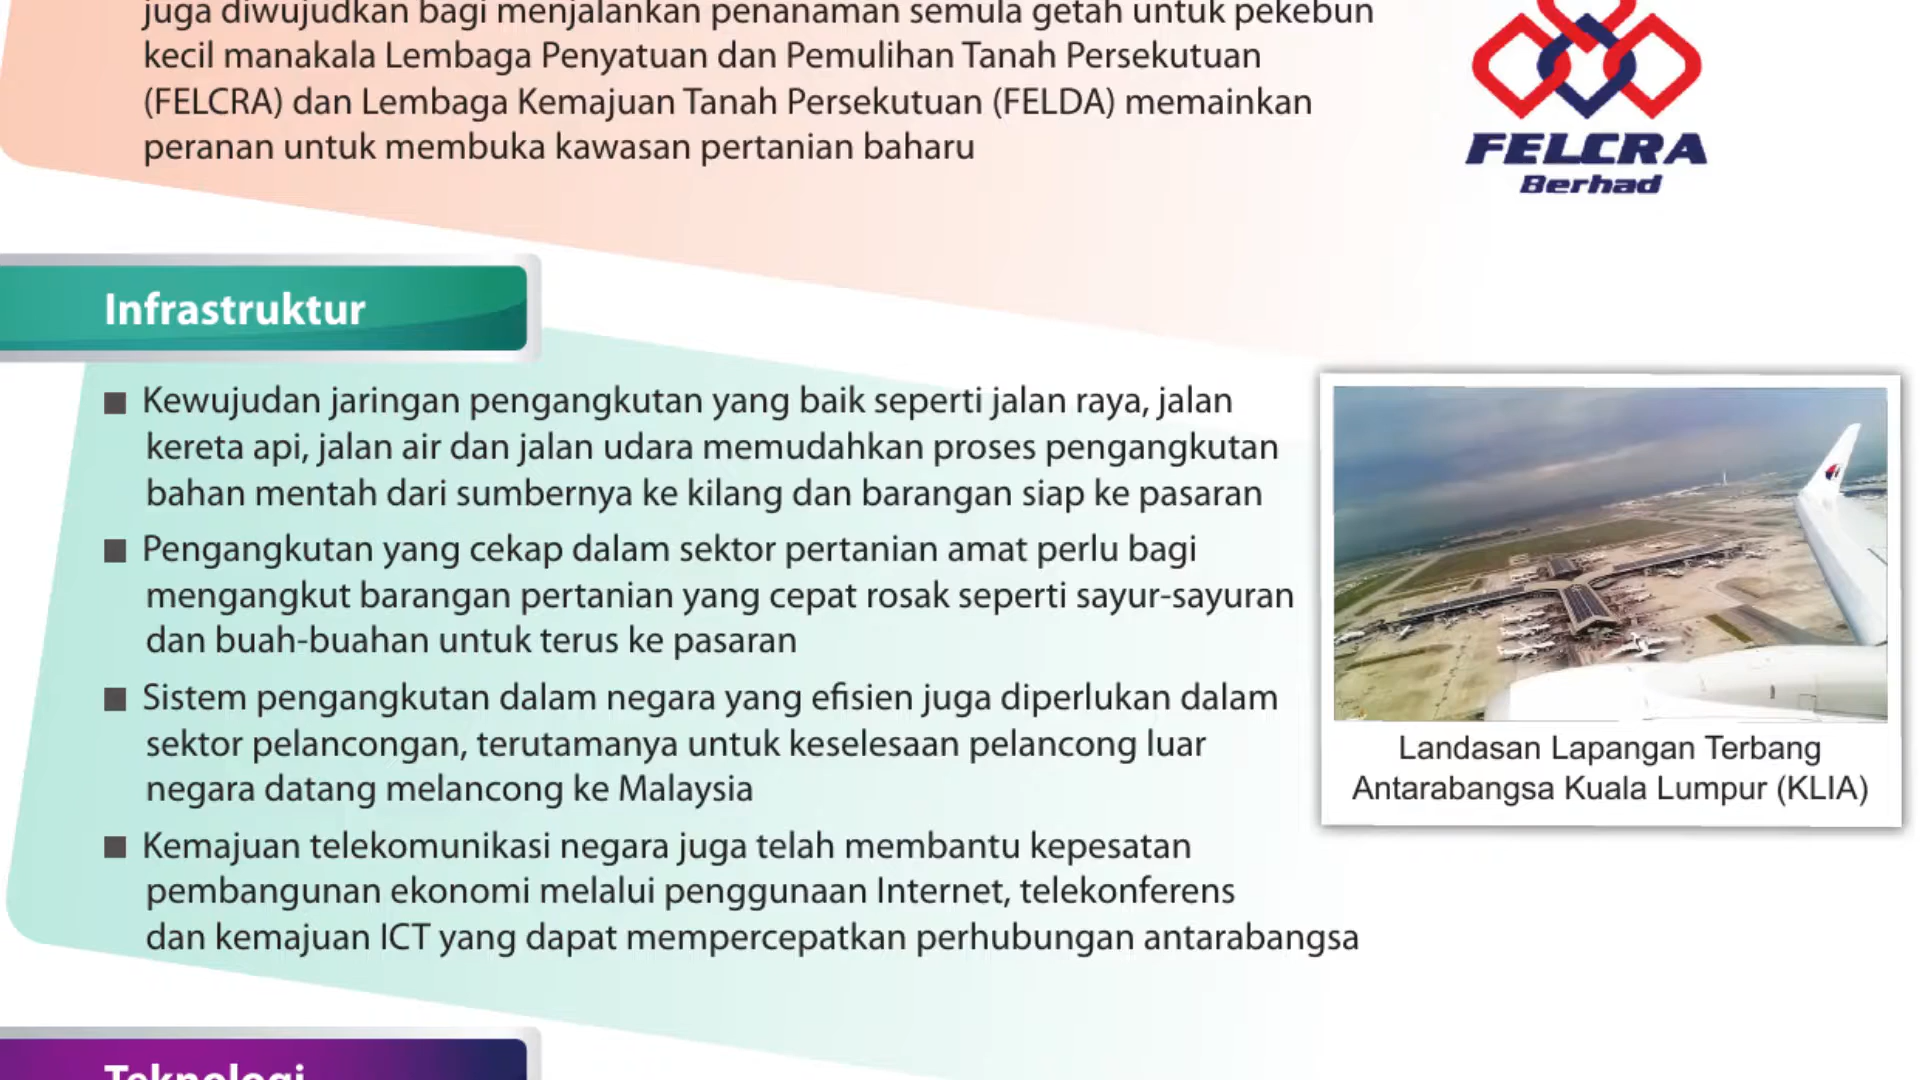 juga diwujudkan bagi menjalankan penanaman semula getah untuk pekebun
kecil manakala Lembaga Penyatuan dan Pemulihan Tanah Persekutuan
(FELCRA) dan Lembaga Kemajuan Tanah Persekutuan (FELDA) memainkan
peranan untuk membuka kawasan pertanian baharu
FELCRA
Berhad
Infrastruktur
■ Kewujudan jaringan pengangkutan yang baik seperti jalan raya, jalan
kereta api, jalan air dan jalan udara memudahkan proses pengangkutan
bahan mentah dari sumbernya ke kilang dan barangan siap ke pasaran
■ Pengangkutan yang cekap dalam sektor pertanian amat perlu bagi
mengangkut barangan pertanian yang cepat rosak seperti sayur-sayuran
dan buah-buahan untuk terus ke pasaran
■ Sistem pengangkutan dalam negara yang efisien juga diperlukan dalam
sektor pelancongan, terutamanya untuk keselesaan pelancong luar
negara datang melancong ke Malaysia
■ Kemajuan telekomunikasi negara juga telah membantu kepesatan
pembangunan ekonomi melalui penggunaan Internet, telekonferens
dan kemajuan ICT yang dapat mempercepatkan perhubungan antarabangsa
Landasan Lapangan Terbang
Antarabangsa Kuala Lumpur (KLIA)
Teknologi